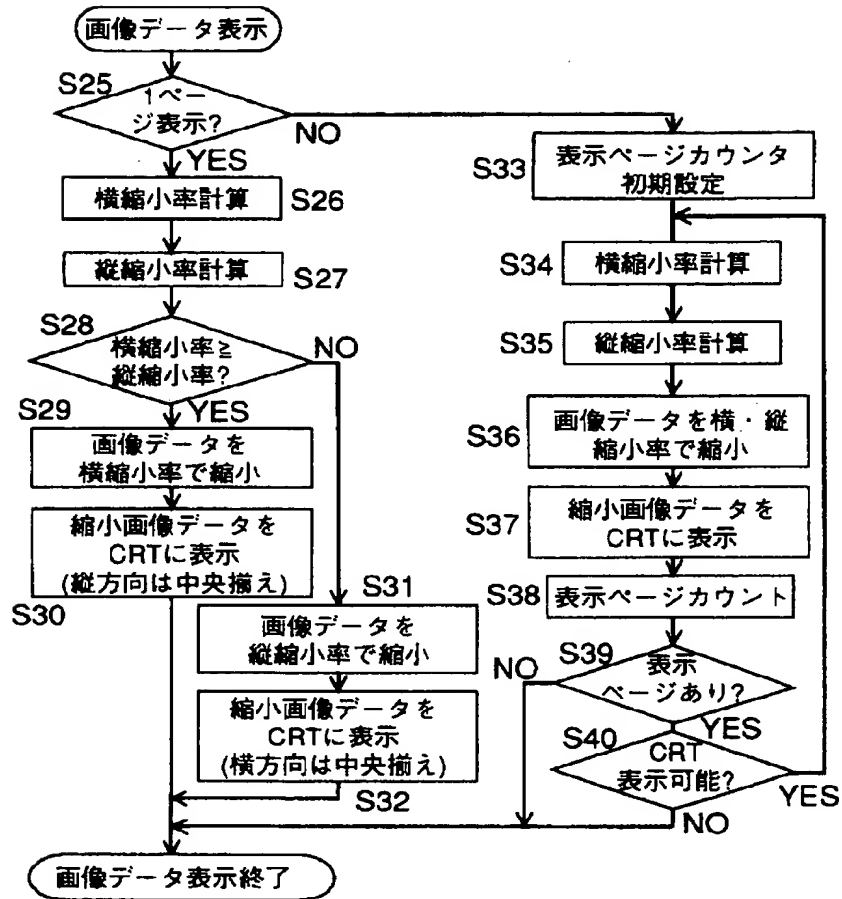 画像データ表示
S25
1ペー
ジ表示?
NO
YES
横縮小率計算
S26
縦縮小率計算
S27
S28
横縮小率≧
縦縮小率?
NO
YES
S29
画像データを
横縮小率で縮小
縮小画像データを
CRTに表示
(縦方向は中央揃え)
S30
S31
画像データを
縦縮小率で縮小
縮小画像データを
CRTに表示
(横方向は中央揃え)
S32
S33
表示ページカウンタ
初期設定
S34
横縮小率計算
S35
縦縮小率計算
S36
画像データを横・縦
縮小率で縮小
S37
縮小画像データを
CRTに表示
S38
表示ページカウント
S39
表示
ページあり?
NO
YES
S40
CRT
表示可能?
YES
NO
画像データ表示終了